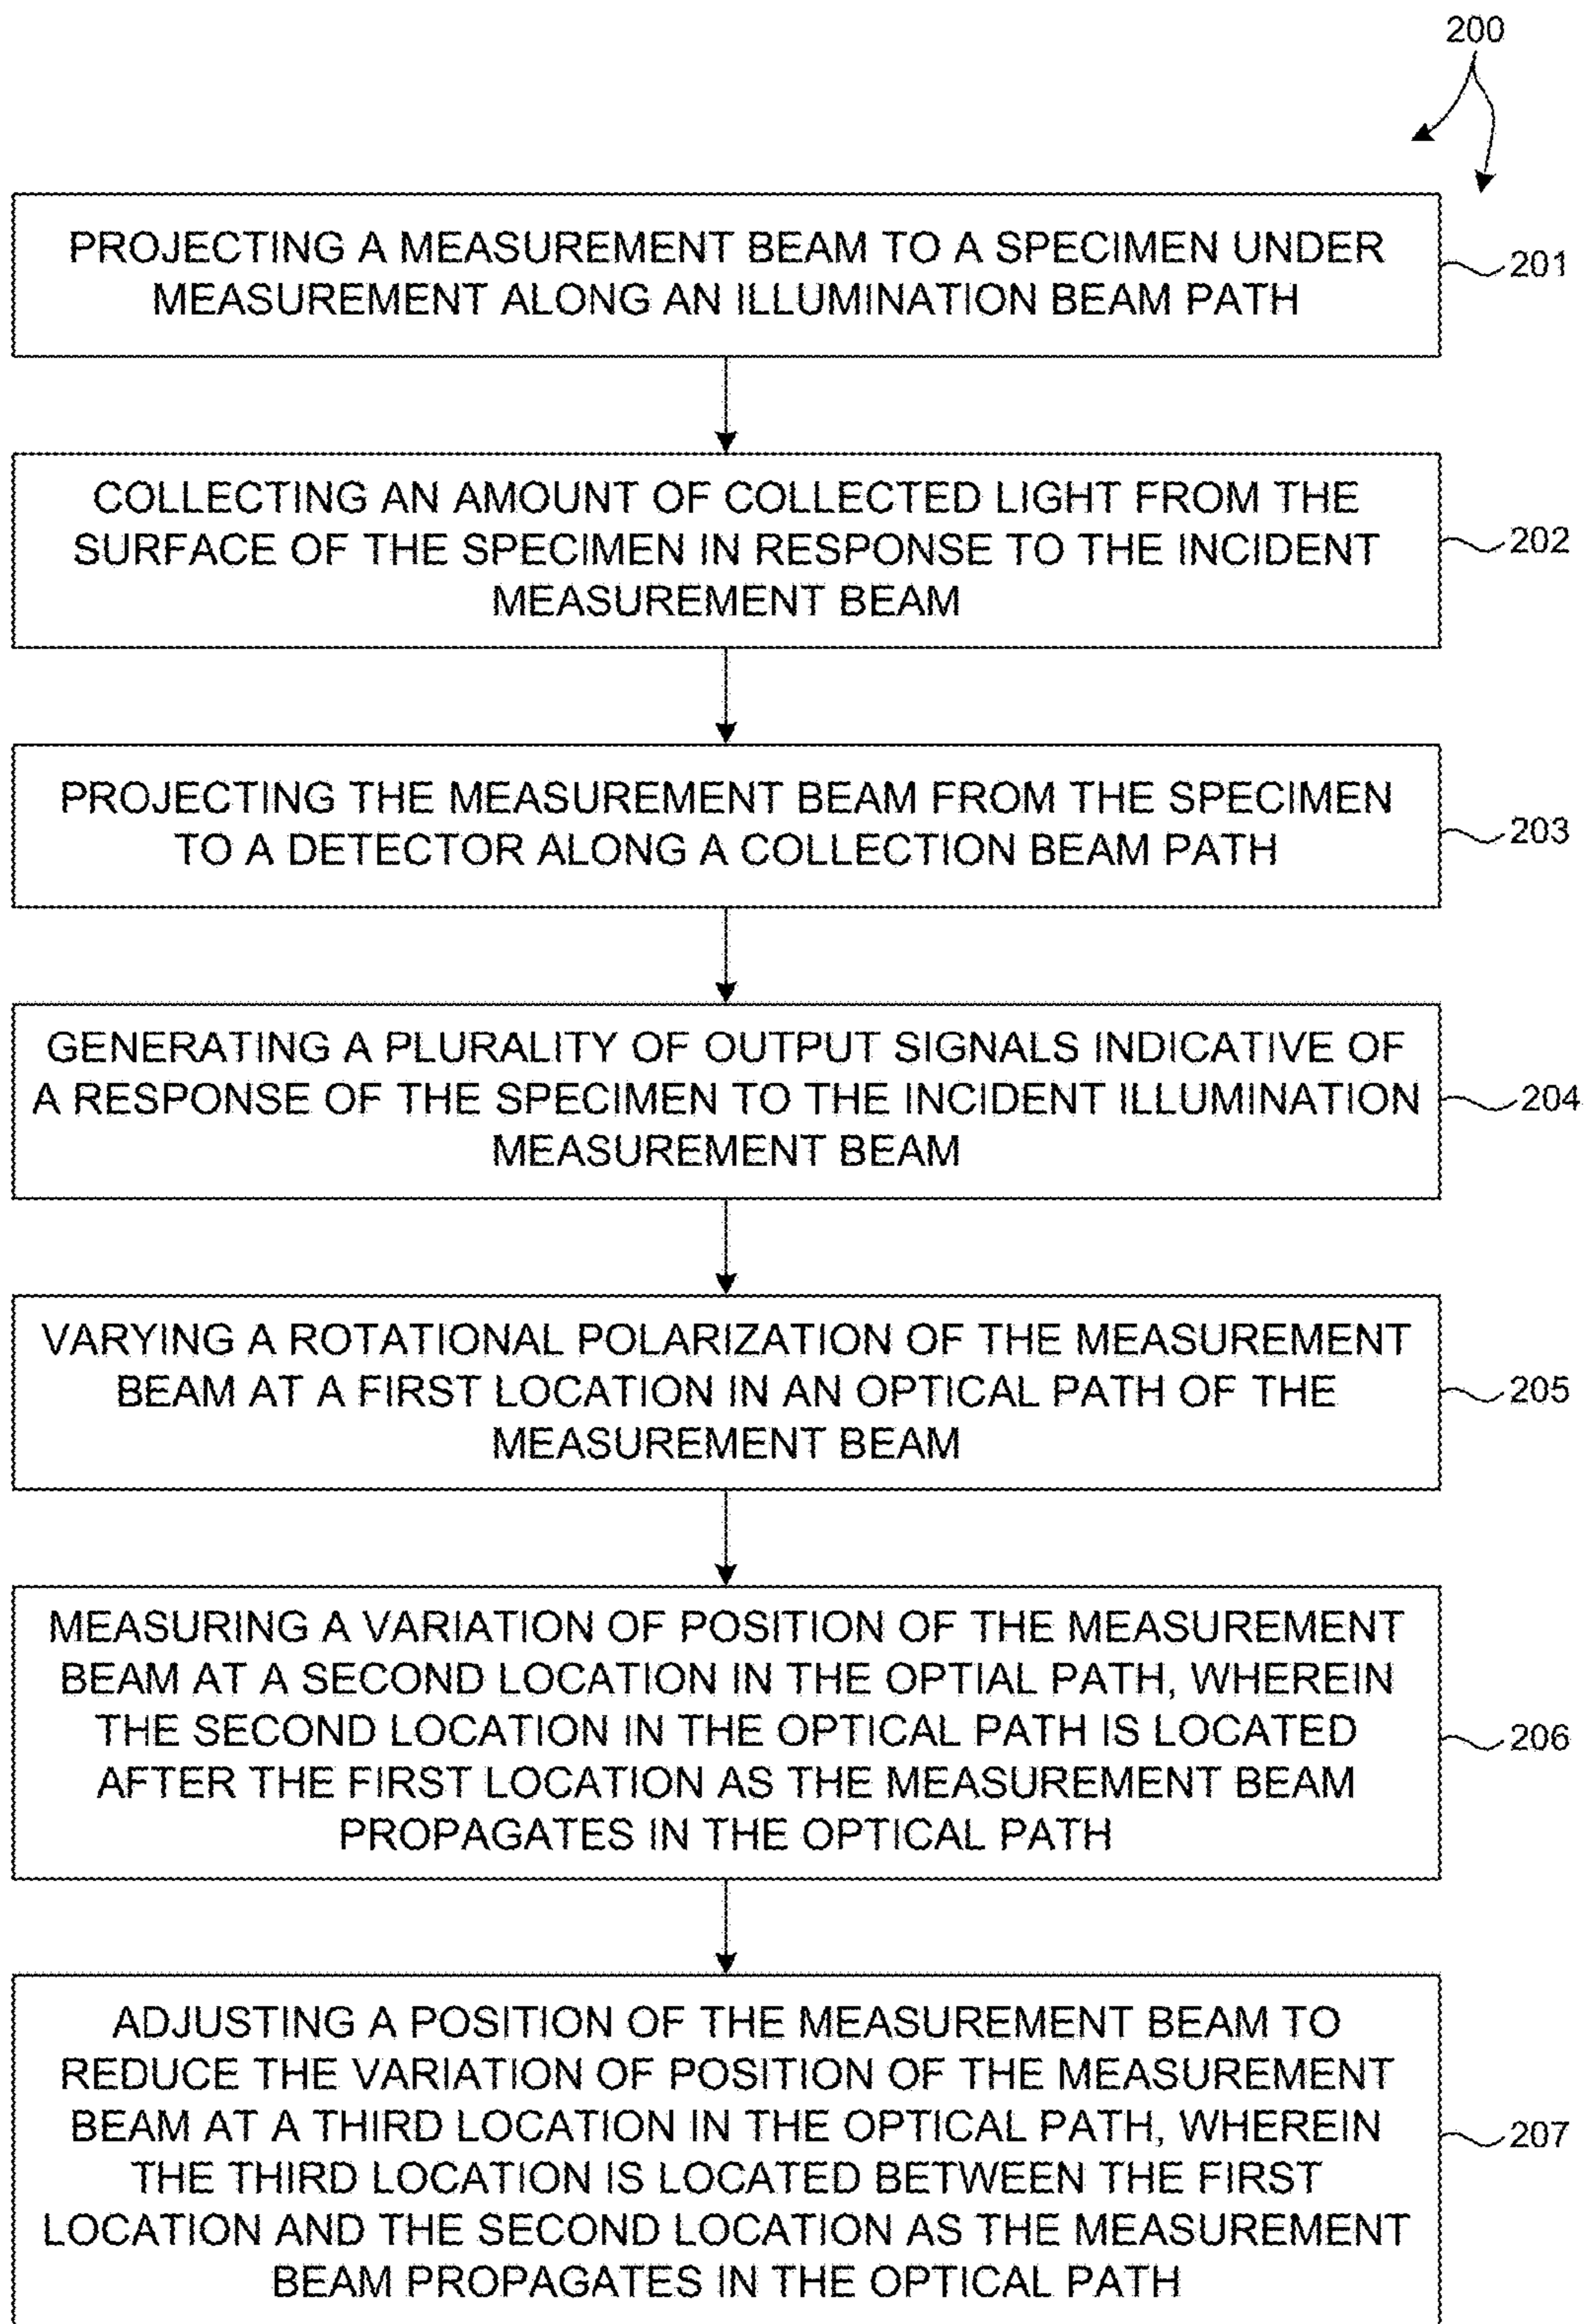 200
PROJECTING A MEASUREMENT BEAM TO A SPECIMEN UNDER
MEASUREMENT ALONG AN ILLUMINATION BEAM PATH
201
COLLECTING AN AMOUNT OF COLLECTED LIGHT FROM THE
SURFACE OF THE SPECIMEN IN RESPONSE TO THE INCIDENT
MEASUREMENT BEAM
202
PROJECTING THE MEASUREMENT BEAM FROM THE SPECIMEN
TO A DETECTOR ALONG A COLLECTION BEAM PATH
203
GENERATING A PLURALITY OF OUTPUT SIGNALS INDICATIVE OF
A RESPONSE OF THE SPECIMEN TO THE INCIDENT ILLUMINATION
MEASUREMENT BEAM
204
VARYING A ROTATIONAL POLARIZATION OF THE MEASUREMENT
BEAM AT A FIRST LOCATION IN AN OPTICAL PATH OF THE
MEASUREMENT BEAM
205
MEASURING A VARIATION OF POSITION OF THE MEASUREMENT
BEAM AT A SECOND LOCATION IN THE OPTIAL PATH, WHEREIN
THE SECOND LOCATION IN THE OPTICAL PATH IS LOCATED
AFTER THE FIRST LOCATION AS THE MEASUREMENT BEAM
PROPAGATES IN THE OPTICAL PATH
206
ADJUSTING A POSITION OF THE MEASUREMENT BEAM TO
REDUCE THE VARIATION OF POSITION OF THE MEASUREMENT
BEAM AT A THIRD LOCATION IN THE OPTICAL PATH, WHEREIN
THE THIRD LOCATION IS LOCATED BETWEEN THE FIRST
LOCATION AND THE SECOND LOCATION AS THE MEASUREMENT
BEAM PROPAGATES IN THE OPTICAL PATH
207